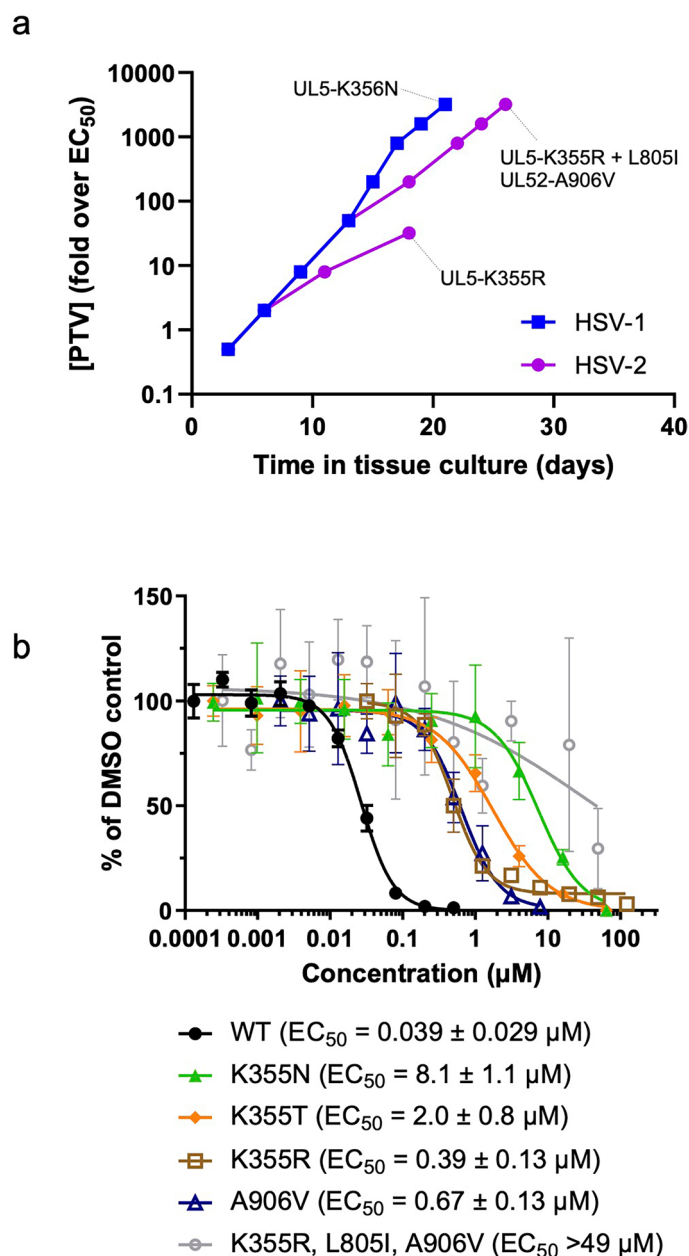 a
[PTV] (fold over EC50)
10000
1000
100
10
1
0.1
UL5-K356N
UL5-K355R + L805I
UL52-A906V
UL5-K355R
HSV-1
HSV-2
0 10 20 30 40
Time in tissue culture (days)
b
% of DMSO control
150
100
50
0
0.0001 0.001 0.01 0.1 1 10 100
Concentration (µM)
WT (EC50 = 0.039 ± 0.029 µM)
K355N (EC50 = 8.1 ± 1.1 µM)
K355T (EC50 = 2.0 ± 0.8 µM)
K355R (EC50 = 0.39 ± 0.13 µM)
A906V (EC50 = 0.67 ± 0.13 µM)
K355R, L805I, A906V (EC50 >49 µM)